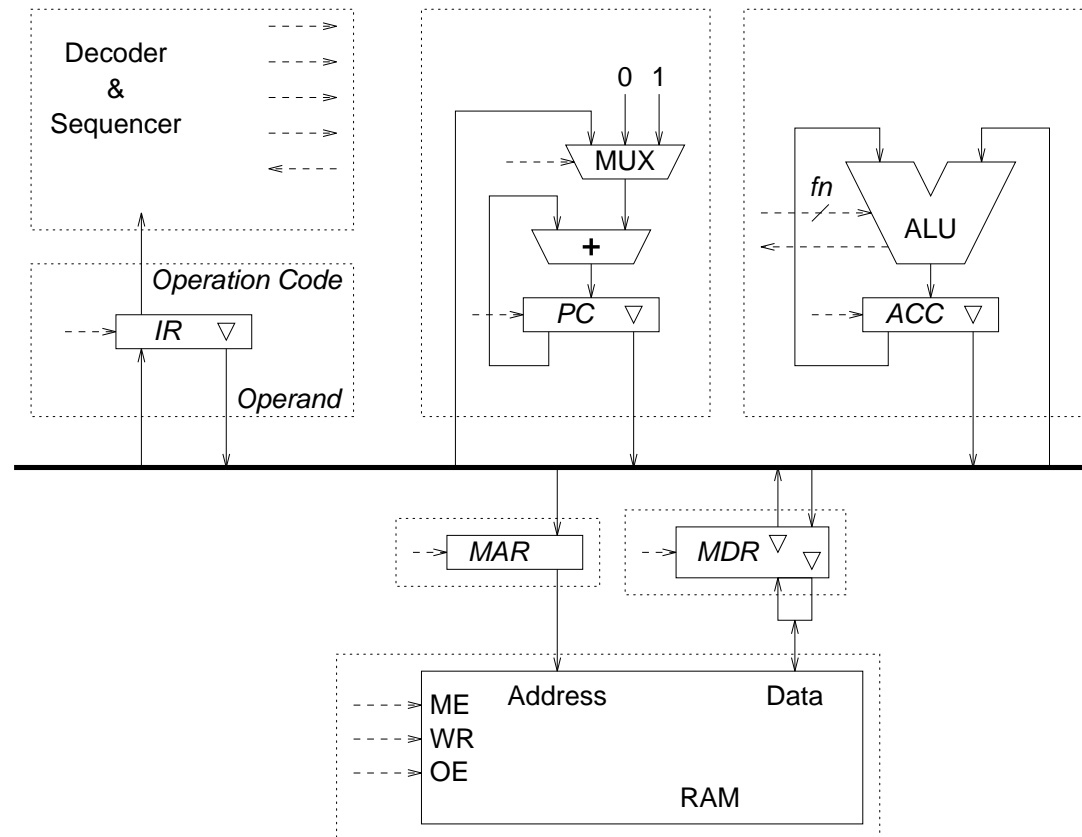 Decoder
&
Sequencer
Operation Code
IR
Operand
0 1
MUX
+
PC
fn
ALU
ACC
MAR
MDR
ME
WR
OE
Address
Data
RAM